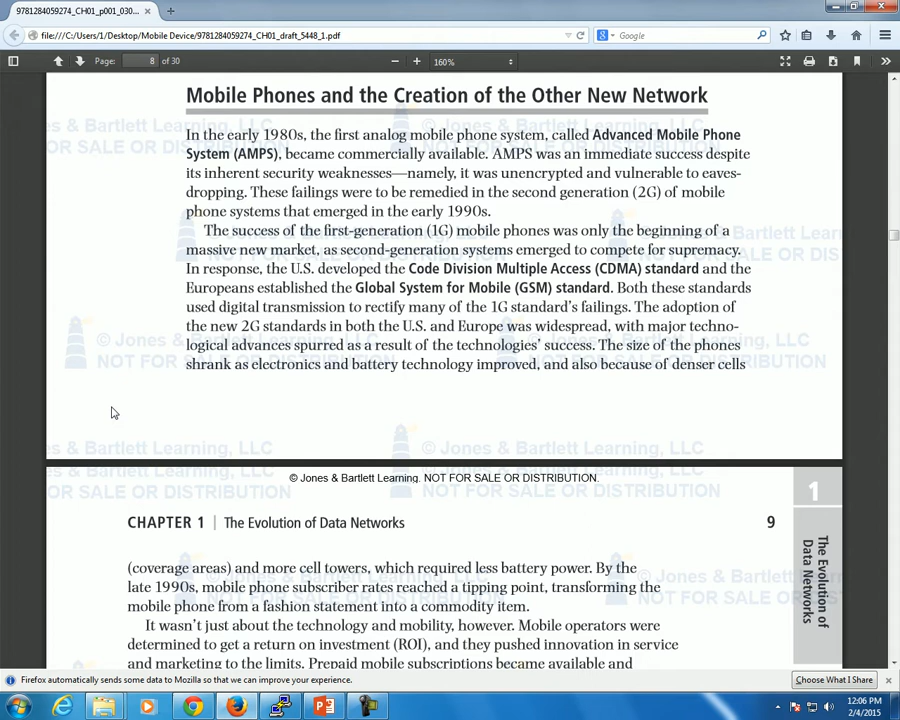 9781284059274_CH01_p001_030...
file:///C:/Users/1/Desktop/Mobile Device/9781284059274_CH01_draft_5448_1.pdf
Google
Page: 8 of 30
160%
Mobile Phones and the Creation of the Other New Network
In the early 1980s, the first analog mobile phone system, called Advanced Mobile Phone
System (AMPS), became commercially available. AMPS was an immediate success despite
its inherent security weaknesses—namely, it was unencrypted and vulnerable to eaves-
dropping. These failings were to be remedied in the second generation (2G) of mobile
phone systems that emerged in the early 1990s.
The success of the first-generation (1G) mobile phones was only the beginning of a
massive new market, as second-generation systems emerged to compete for supremacy.
In response, the U.S. developed the Code Division Multiple Access (CDMA) standard and the
Europeans established the Global System for Mobile (GSM) standard. Both these standards
used digital transmission to rectify many of the 1G standard's failings. The adoption of
the new 2G standards in both the U.S. and Europe was widespread, with major techno-
logical advances spurred as a result of the technologies' success. The size of the phones
shrank as electronics and battery technology improved, and also because of denser cells
© Jones & Bartlett Learning, LLC
NOT FOR SALE OR DISTRIBUTION
© Jones & Bartlett Learning. NOT FOR SALE OR DISTRIBUTION.
1
The Evolution of
Data Networks
CHAPTER 1 | The Evolution of Data Networks 9
(coverage areas) and more cell towers, which required less battery power. By the
late 1990s, mobile phone subscriber rates reached a tipping point, transforming the
mobile phone from a fashion statement into a commodity item.
It wasn't just about the technology and mobility, however. Mobile operators were
determined to get a return on investment (ROI), and they pushed innovation in service
and marketing to the limits. Prepaid mobile subscriptions became available and
Firefox automatically sends some data to Mozilla so that we can improve your experience.
Choose What I Share
12:06 PM
2/4/2015